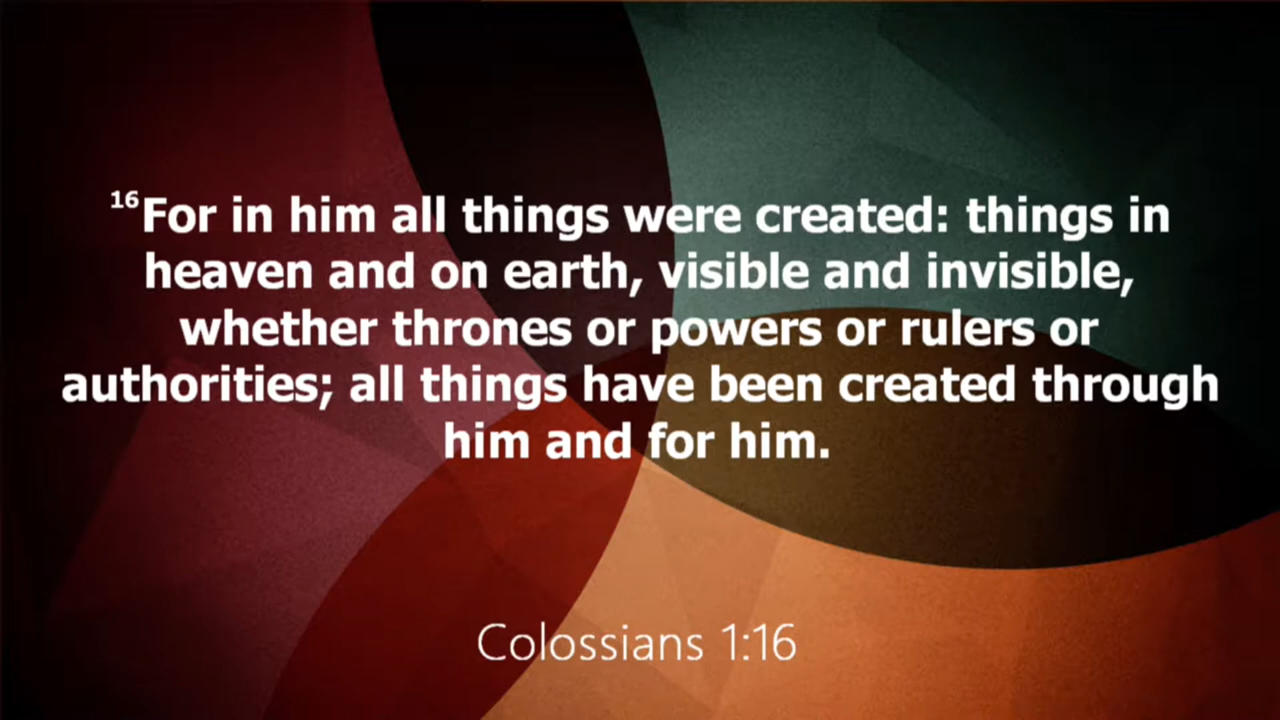 16For in him all things were created: things in
heaven and on earth, visible and invisible,
whether thrones or powers or rulers or
authorities; all things have been created through
him and for him.
Colossians 1:16